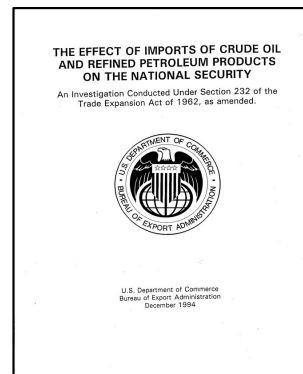 THE EFFECT OF IMPORTS OF CRUDE OIL
AND REFINED PETROLEUM PRODUCTS
ON THE NATIONAL SECURITY
An Investigation Conducted Under Section 232 of the
Trade Expansion Act of 1962, as amended.
U.S. DEPARTMENT OF COMMERCE
BUREAU OF EXPORT ADMINISTRATION
U.S. Department of Commerce
Bureau of Export Administration
December 1994